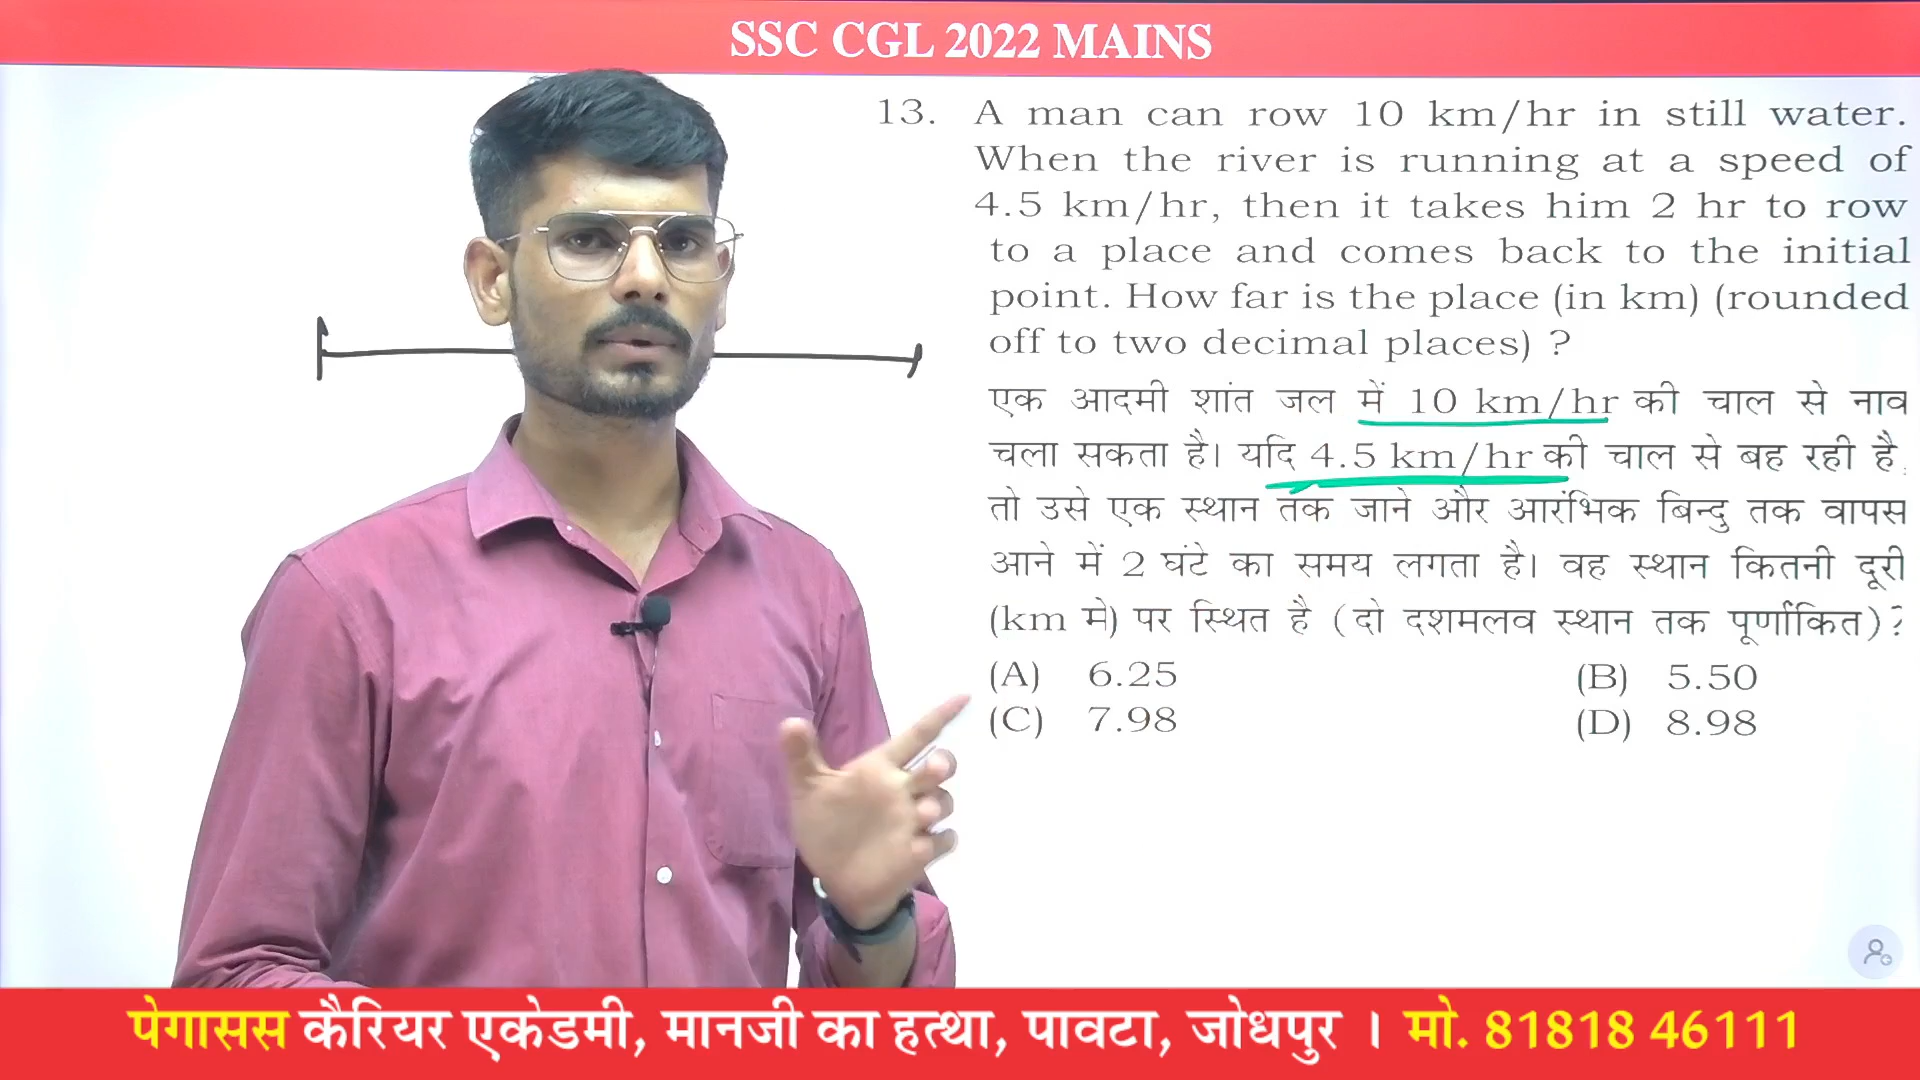 SSC CGL 2022 MAINS
13. A man can row 10 km/hr in still water.
When the river is running at a speed of
4.5 km/hr, then it takes him 2 hr to row
to a place and comes back to the initial
point. How far is the place (in km) (rounded
off to two decimal places) ?
एक आदमी शांत जल में 10 km/hr की चाल से नाव
चला सकता है। यदि 4.5 km/hr की चाल से बह रही है,
तो उसे एक स्थान तक जाने और आरंभिक बिन्दु तक वापस
आने में 2 घंटे का समय लगता है। वह स्थान कितनी दूरी
(km मे) पर स्थित है (दो दशमलव स्थान तक पूर्णांकित)?
(A) 6.25 (B) 5.50
(C) 7.98 (D) 8.98
पेगासस कैरियर एकेडमी, मानजी का हत्था, पावटा, जोधपुर । मो. 81818 46111